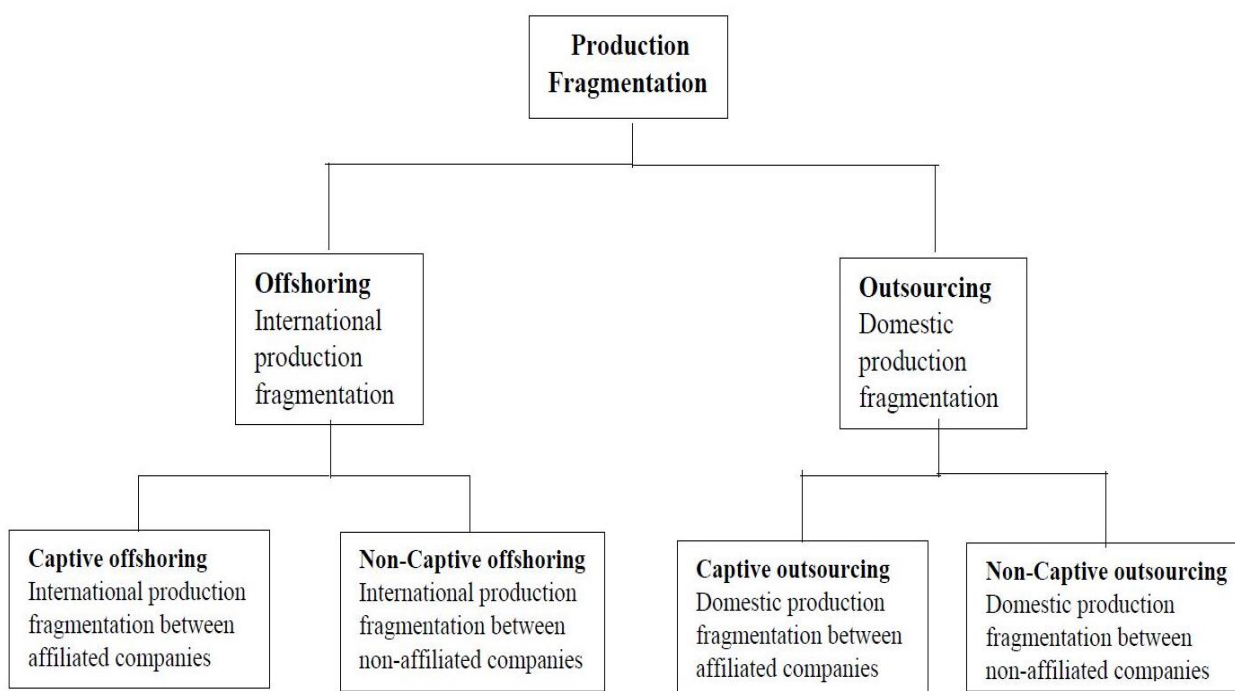 Production
Fragmentation
Offshoring
International
production
fragmentation
Outsourcing
Domestic
production
fragmentation
Captive offshoring
International production
fragmentation between
affiliated companies
Non-Captive offshoring
International production
fragmentation between
non-affiliated companies
Captive outsourcing
Domestic production
fragmentation between
affiliated companies
Non-Captive outsourcing
Domestic production
fragmentation between
non-affiliated companies